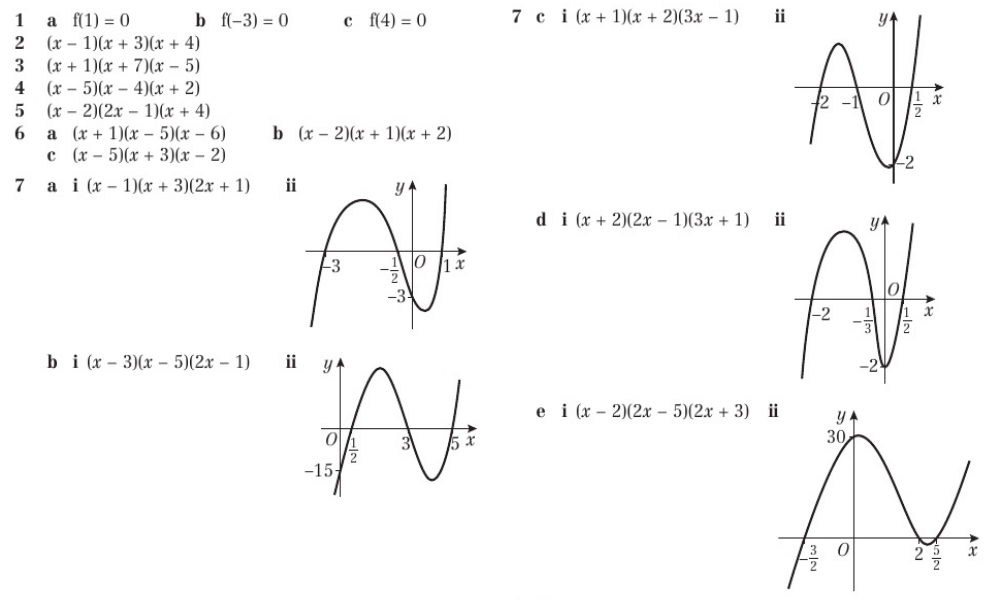 1 a f(1) = 0 b f(−3) = 0 c f(4) = 0
2 (x − 1)(x + 3)(x + 4)
3 (x + 1)(x + 7)(x − 5)
4 (x − 5)(x − 4)(x + 2)
5 (x − 2)(2x − 1)(x + 4)
6 a (x + 1)(x − 5)(x − 6) b (x − 2)(x + 1)(x + 2)
c (x − 5)(x + 3)(x − 2)
7 a i (x − 1)(x + 3)(2x + 1) ii
y
−3 −1/2 O 1 x
−3
b i (x − 3)(x − 5)(2x − 1) ii
y
O 1/2 3 5 x
−15
7 c i (x + 1)(x + 2)(3x − 1) ii
y
−2 −1 O 1/2 x
−2
d i (x + 2)(2x − 1)(3x + 1) ii
y
O
−2 −1/3 1/2 x
−2
e i (x − 2)(2x − 5)(2x + 3) ii
y
30
−3/2 O 2 5/2 x